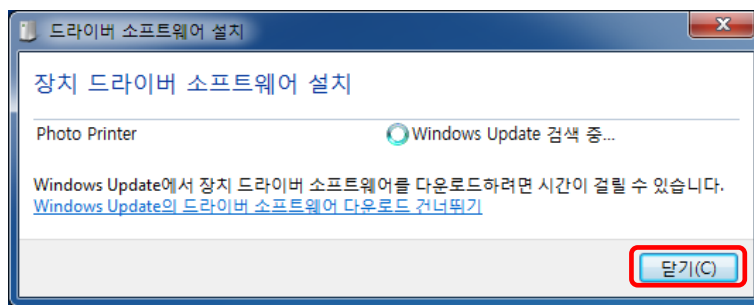 드라이버 소프트웨어 설치
장치 드라이버 소프트웨어 설치
Photo Printer Windows Update 검색 중...
Windows Update에서 장치 드라이버 소프트웨어를 다운로드하려면 시간이 걸릴 수 있습니다.
Windows Update의 드라이버 소프트웨어 다운로드 건너뛰기
닫기(C)